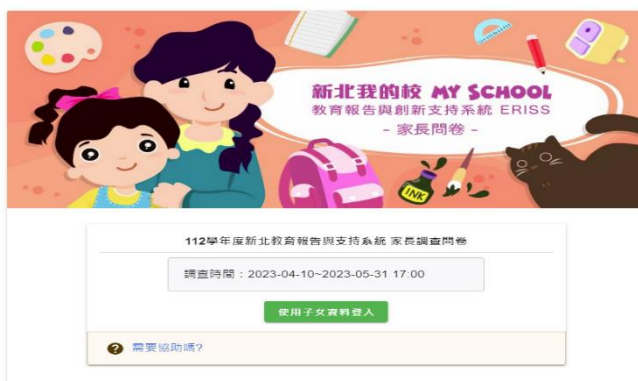 新北我的校 MY SCHOOL
教育報告與創新支持系統 ERISS
- 家長問卷 -
INK
112學年度新北教育報告與支持系統 家長調查問卷
調查時間：2023-04-10~2023-05-31 17:00
使用子女資料登入
需要協助嗎?